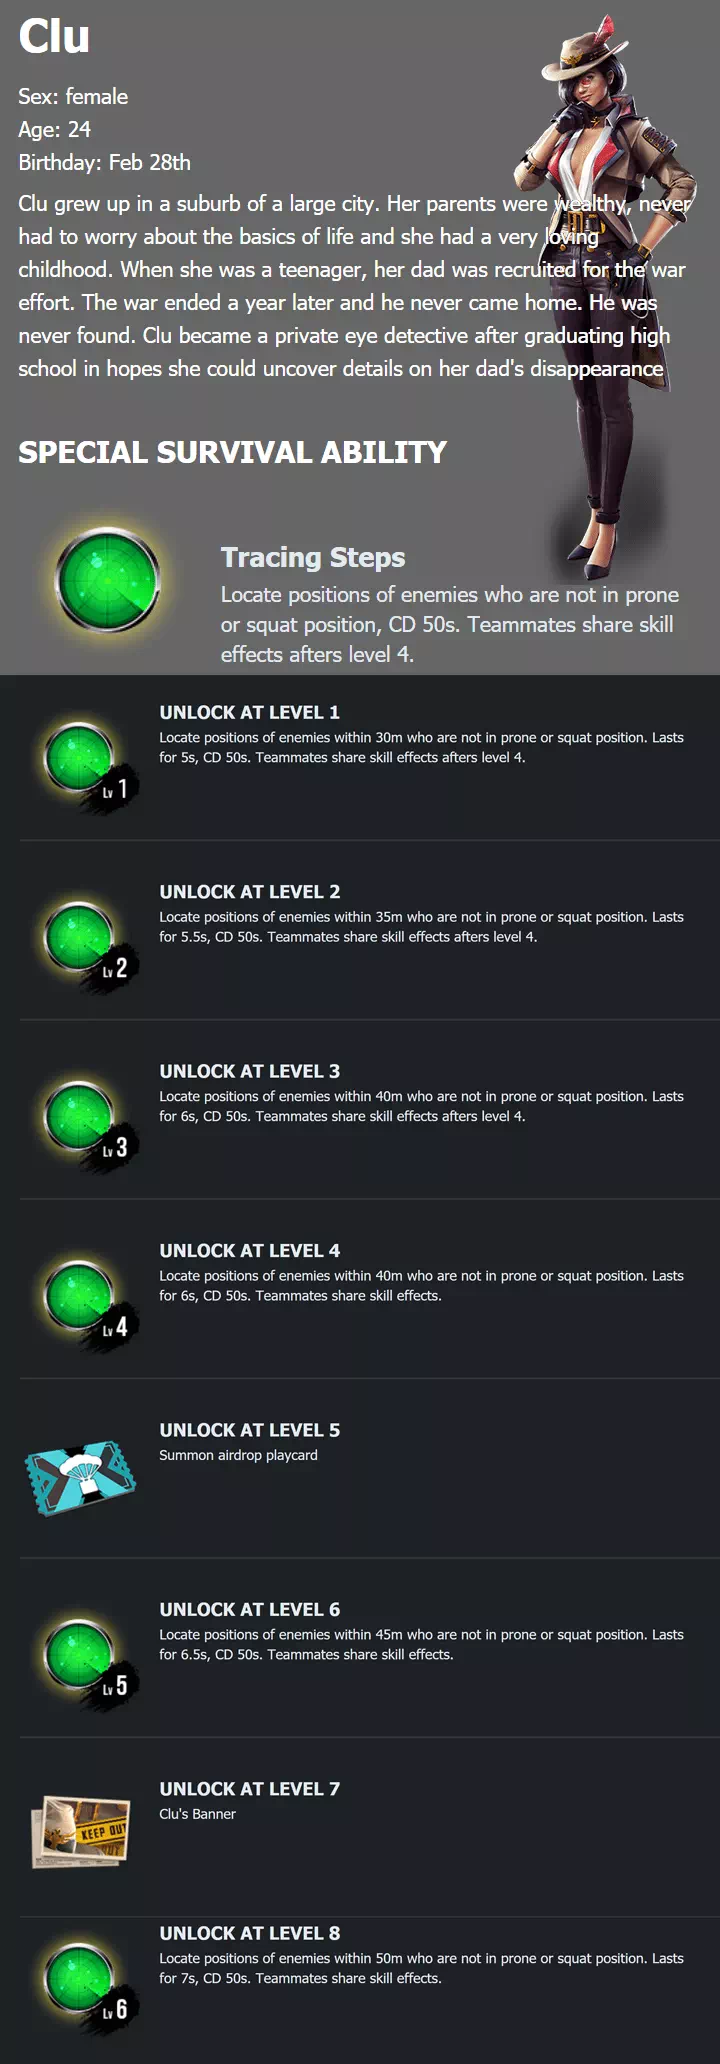 Clu
Sex: female
Age: 24
Birthday: Feb 28th
Clu grew up in a suburb of a large city. Her parents were wealthy, never
had to worry about the basics of life and she had a very loving
childhood. When she was a teenager, her dad was recruited for the war
effort. The war ended a year later and he never came home. He was
never found. Clu became a private eye detective after graduating high
school in hopes she could uncover details on her dad's disappearance
SPECIAL SURVIVAL ABILITY
Tracing Steps
Locate positions of enemies who are not in prone
or squat position, CD 50s. Teammates share skill
effects afters level 4.
UNLOCK AT LEVEL 1
Locate positions of enemies within 30m who are not in prone or squat position. Lasts
for 5s, CD 50s. Teammates share skill effects afters level 4.
Lv 1
UNLOCK AT LEVEL 2
Locate positions of enemies within 35m who are not in prone or squat position. Lasts
for 5.5s, CD 50s. Teammates share skill effects afters level 4.
Lv 2
UNLOCK AT LEVEL 3
Locate positions of enemies within 40m who are not in prone or squat position. Lasts
for 6s, CD 50s. Teammates share skill effects afters level 4.
Lv 3
UNLOCK AT LEVEL 4
Locate positions of enemies within 40m who are not in prone or squat position. Lasts
for 6s, CD 50s. Teammates share skill effects.
Lv 4
UNLOCK AT LEVEL 5
Summon airdrop playcard
UNLOCK AT LEVEL 6
Locate positions of enemies within 45m who are not in prone or squat position. Lasts
for 6.5s, CD 50s. Teammates share skill effects.
Lv 5
UNLOCK AT LEVEL 7
Clu's Banner
KEEP OUT
UNLOCK AT LEVEL 8
Locate positions of enemies within 50m who are not in prone or squat position. Lasts
for 7s, CD 50s. Teammates share skill effects.
Lv 6